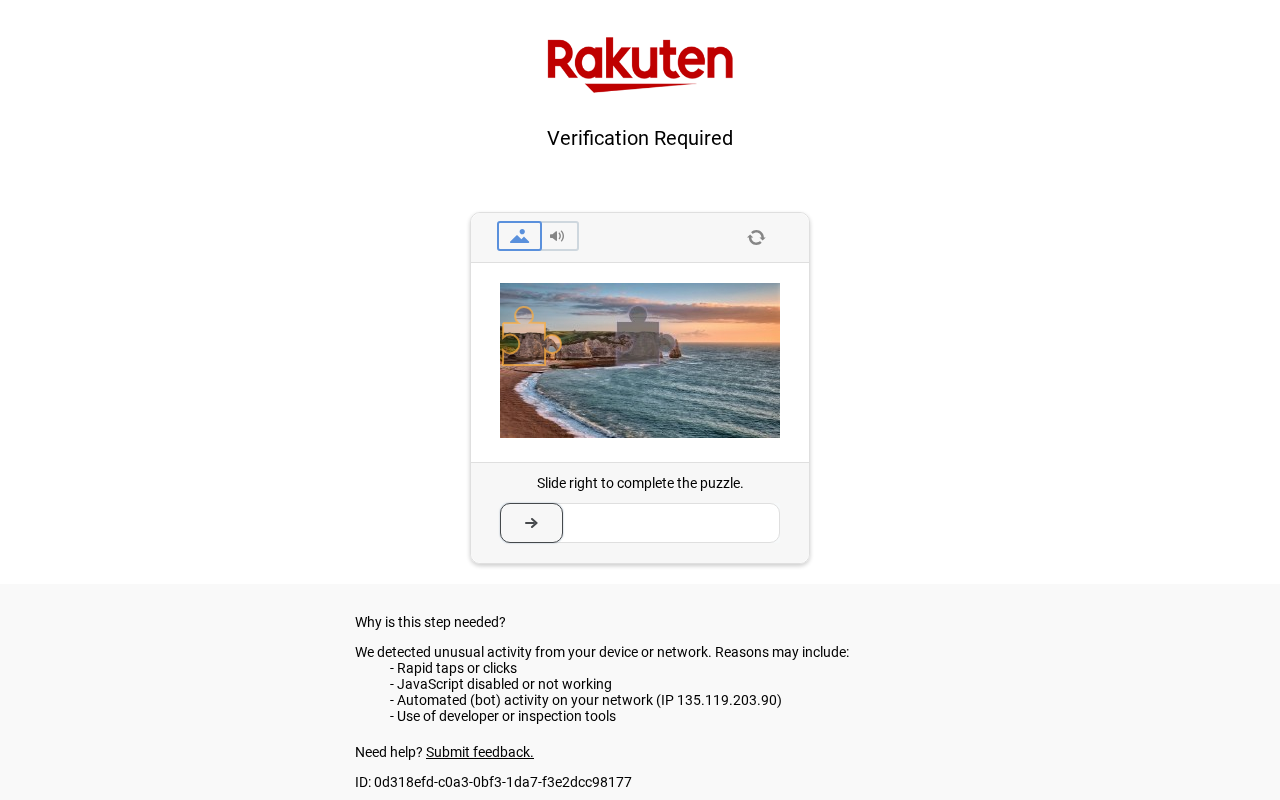 Rakuten
Verification Required
Slide right to complete the puzzle.
Why is this step needed?
We detected unusual activity from your device or network. Reasons may include:
- Rapid taps or clicks
- JavaScript disabled or not working
- Automated (bot) activity on your network (IP 135.119.203.90)
- Use of developer or inspection tools
Need help? Submit feedback.
ID: 0d318efd-c0a3-0bf3-1da7-f3e2dcc98177